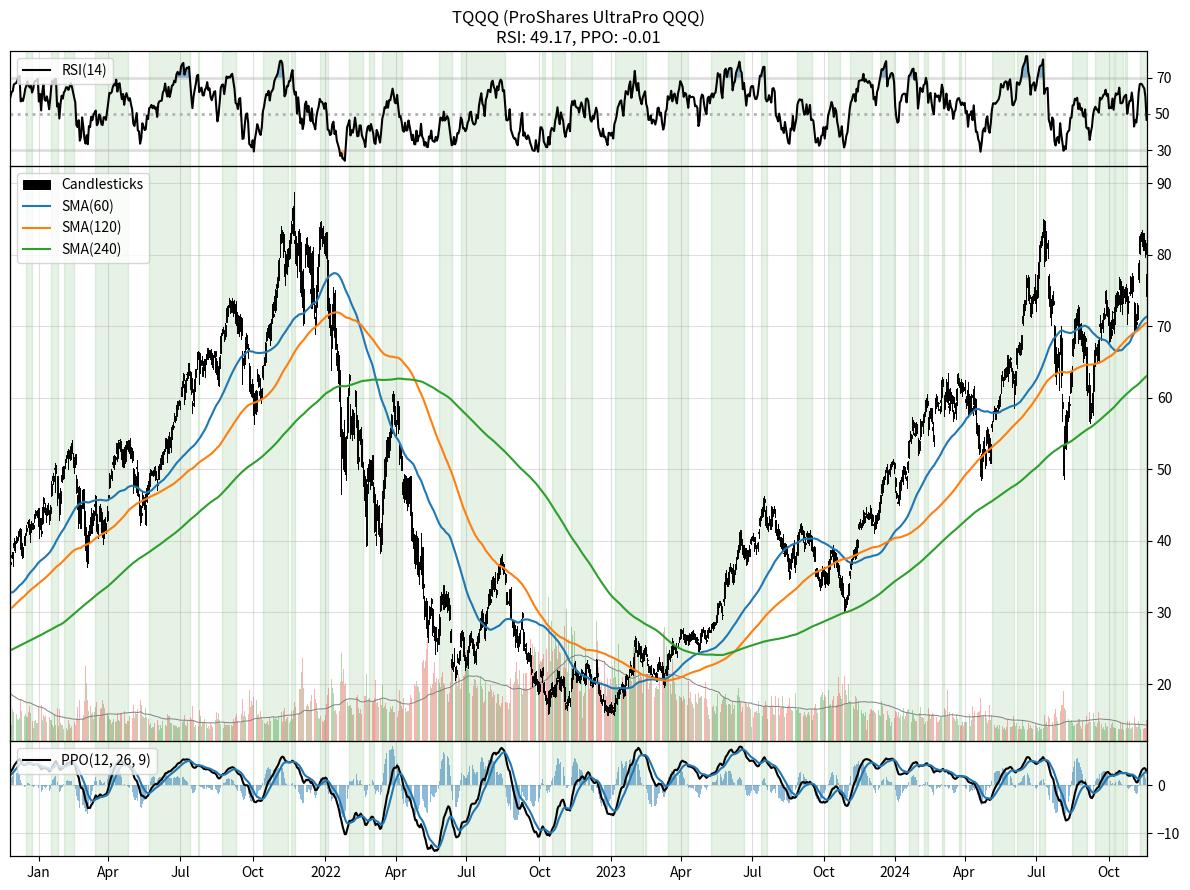 TQQQ (ProShares UltraPro QQQ)
RSI: 49.17, PPO: -0.01
RSI(14)
70
50
30
Candlesticks
SMA(60)
SMA(120)
SMA(240)
90
80
70
60
50
40
30
20
PPO(12, 26, 9)
0
−10
Jan Apr Jul Oct 2022 Apr Jul Oct 2023 Apr Jul Oct 2024 Apr Jul Oct